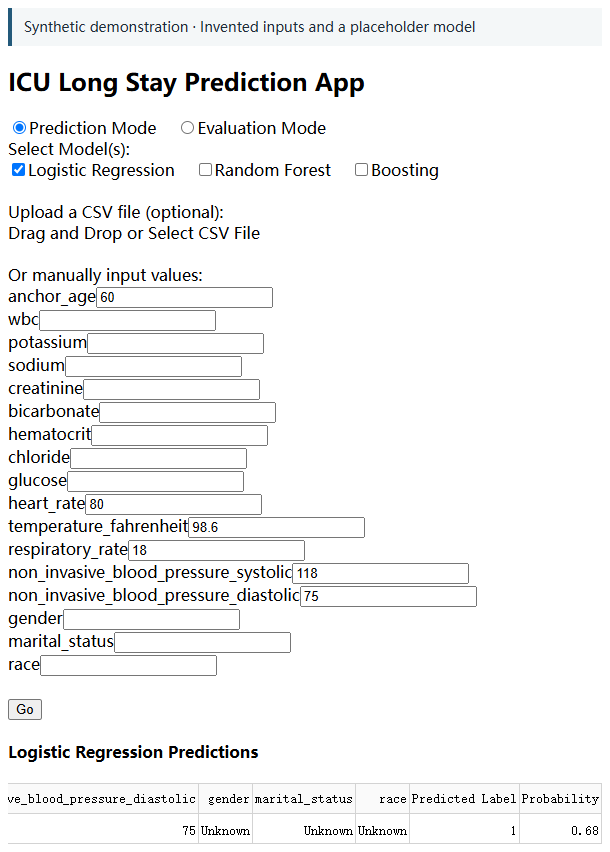 Synthetic demonstration · Invented inputs and a placeholder model
ICU Long Stay Prediction App
Prediction Mode Evaluation Mode
Select Model(s):
Logistic Regression Random Forest Boosting
Upload a CSV file (optional):
Drag and Drop or Select CSV File
Or manually input values:
anchor_age 60
wbc
potassium
sodium
creatinine
bicarbonate
hematocrit
chloride
glucose
heart_rate 80
temperature_fahrenheit 98.6
respiratory_rate 18
non_invasive_blood_pressure_systolic 118
non_invasive_blood_pressure_diastolic 75
gender
marital_status
race
Go
Logistic Regression Predictions
ve_blood_pressure_diastolic gender marital_status race Predicted Label Probability
75 Unknown Unknown Unknown 1 0.68